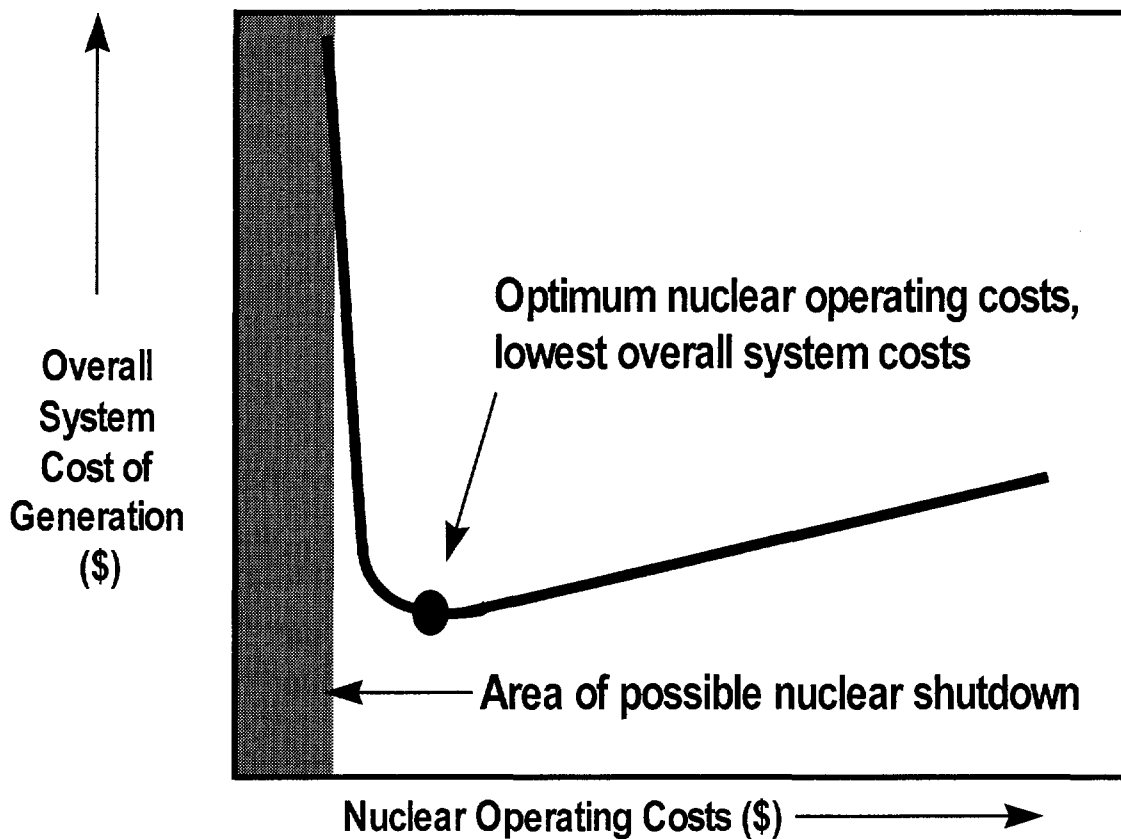 Overall
System
Cost of
Generation
($)
Optimum nuclear operating costs,
lowest overall system costs
Area of possible nuclear shutdown
Nuclear Operating Costs ($)